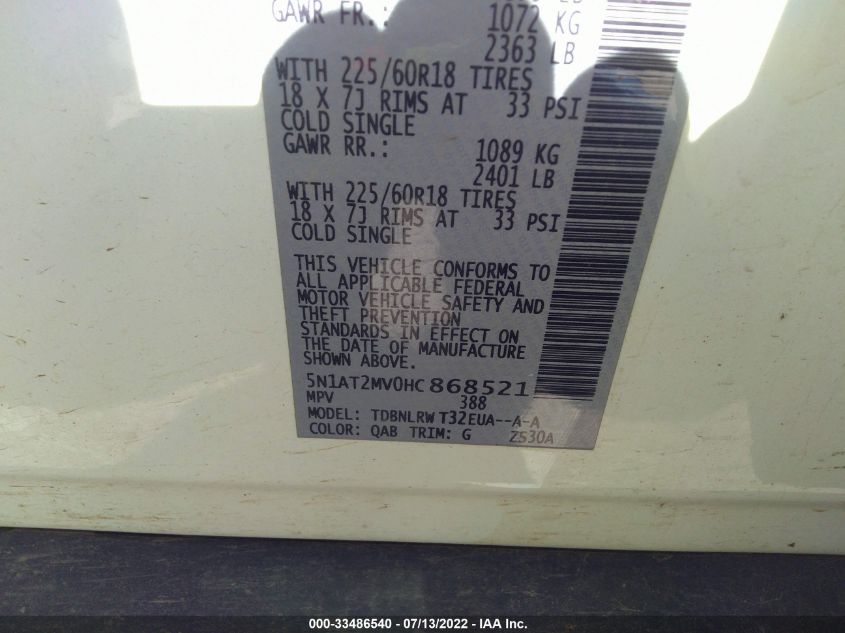 GAWR FR.: 1072 KG
2363 LB
WITH 225/60R18 TIRES
18 X 7J RIMS AT 33 PSI
COLD SINGLE
GAWR RR.: 1089 KG
2401 LB
WITH 225/60R18 TIRES
18 X 7J RIMS AT 33 PSI
COLD SINGLE
THIS VEHICLE CONFORMS TO
ALL APPLICABLE FEDERAL
MOTOR VEHICLE SAFETY AND
THEFT PREVENTION
STANDARDS IN EFFECT ON
THE DATE OF MANUFACTURE
SHOWN ABOVE.
5N1AT2MV0HC868521
MPV 388
MODEL: TDBNLRW T32EUA--A-A
COLOR: QAB TRIM: G ZS30A
000-33486540 - 07/13/2022 - IAA Inc.